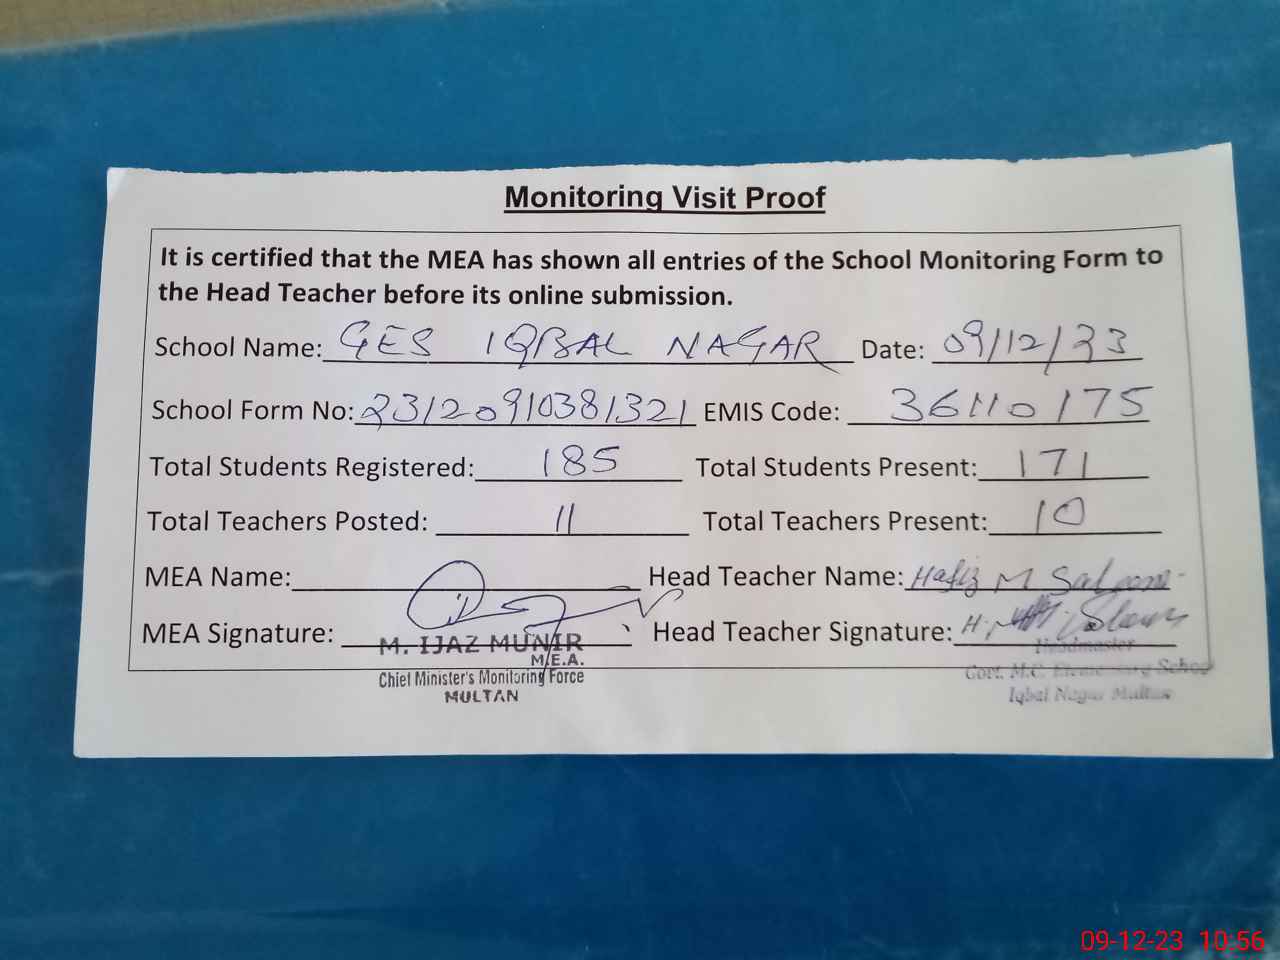 Monitoring Visit Proof
It is certified that the MEA has shown all entries of the School Monitoring Form to
the Head Teacher before its online submission.
School Name: GES IQBAL NAGAR Date: 09/12/23
School Form No: 23120910381321 EMIS Code: 36110175
Total Students Registered: 185 Total Students Present: 171
Total Teachers Posted: 11 Total Teachers Present: 10
MEA Name: Head Teacher Name: Hafiz M Saleem
MEA Signature: Head Teacher Signature:
M. IJAZ MUNIR
M.E.A.
Chief Minister's Monitoring Force
MULTAN
Headmaster
Govt. M.C. Elementary School
Iqbal Nagar Multan
09-12-23 10:56